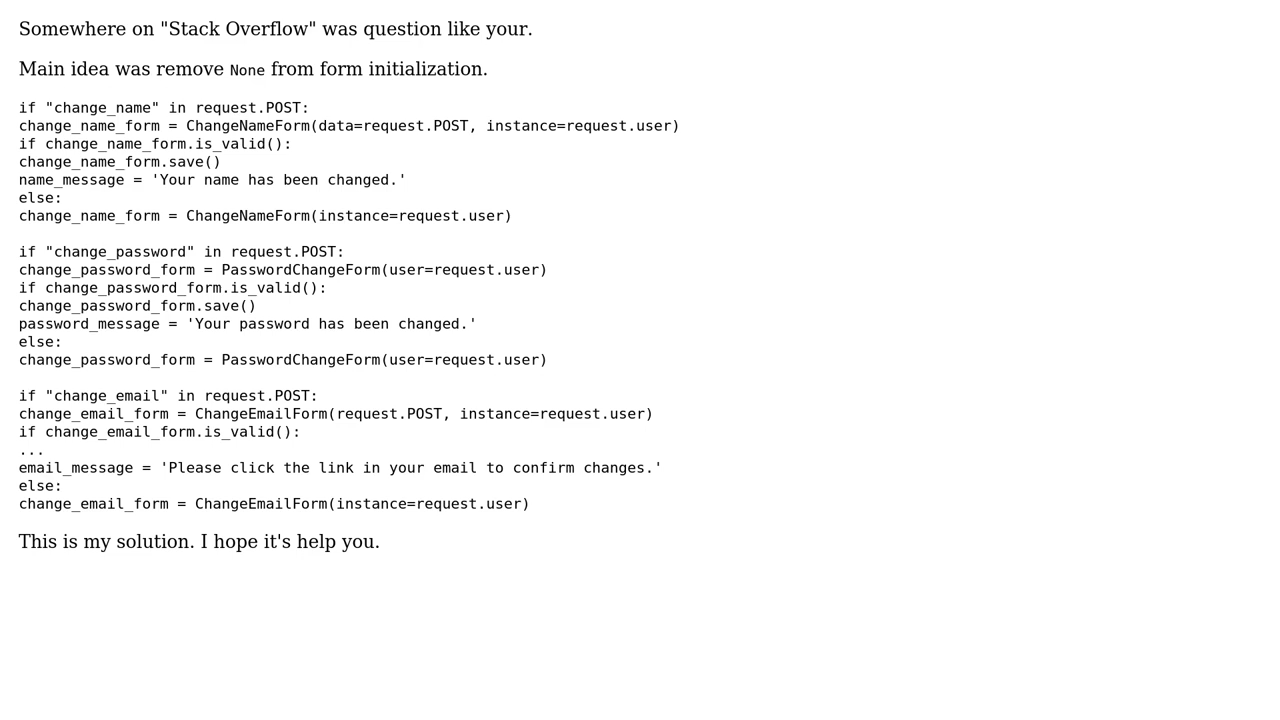 Somewhere on "Stack Overflow" was question like your.
Main idea was remove None from form initialization.
if "change_name" in request.POST:
change_name_form = ChangeNameForm(data=request.POST, instance=request.user)
if change_name_form.is_valid():
change_name_form.save()
name_message = 'Your name has been changed.'
else:
change_name_form = ChangeNameForm(instance=request.user)
if "change_password" in request.POST:
change_password_form = PasswordChangeForm(user=request.user)
if change_password_form.is_valid():
change_password_form.save()
password_message = 'Your password has been changed.'
else:
change_password_form = PasswordChangeForm(user=request.user)
if "change_email" in request.POST:
change_email_form = ChangeEmailForm(request.POST, instance=request.user)
if change_email_form.is_valid():
...
email_message = 'Please click the link in your email to confirm changes.'
else:
change_email_form = ChangeEmailForm(instance=request.user)
This is my solution. I hope it's help you.